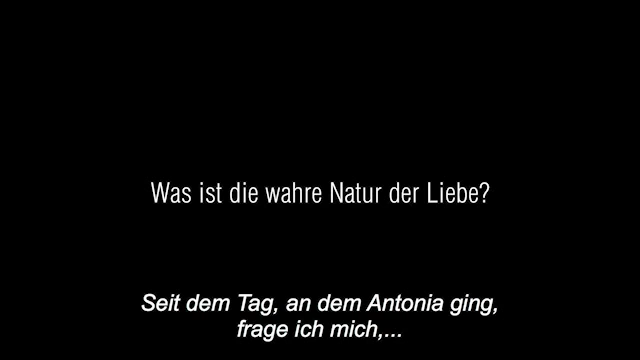 Was ist die wahre Natur der Liebe?
Seit dem Tag, an dem Antonia ging,
frage ich mich,...